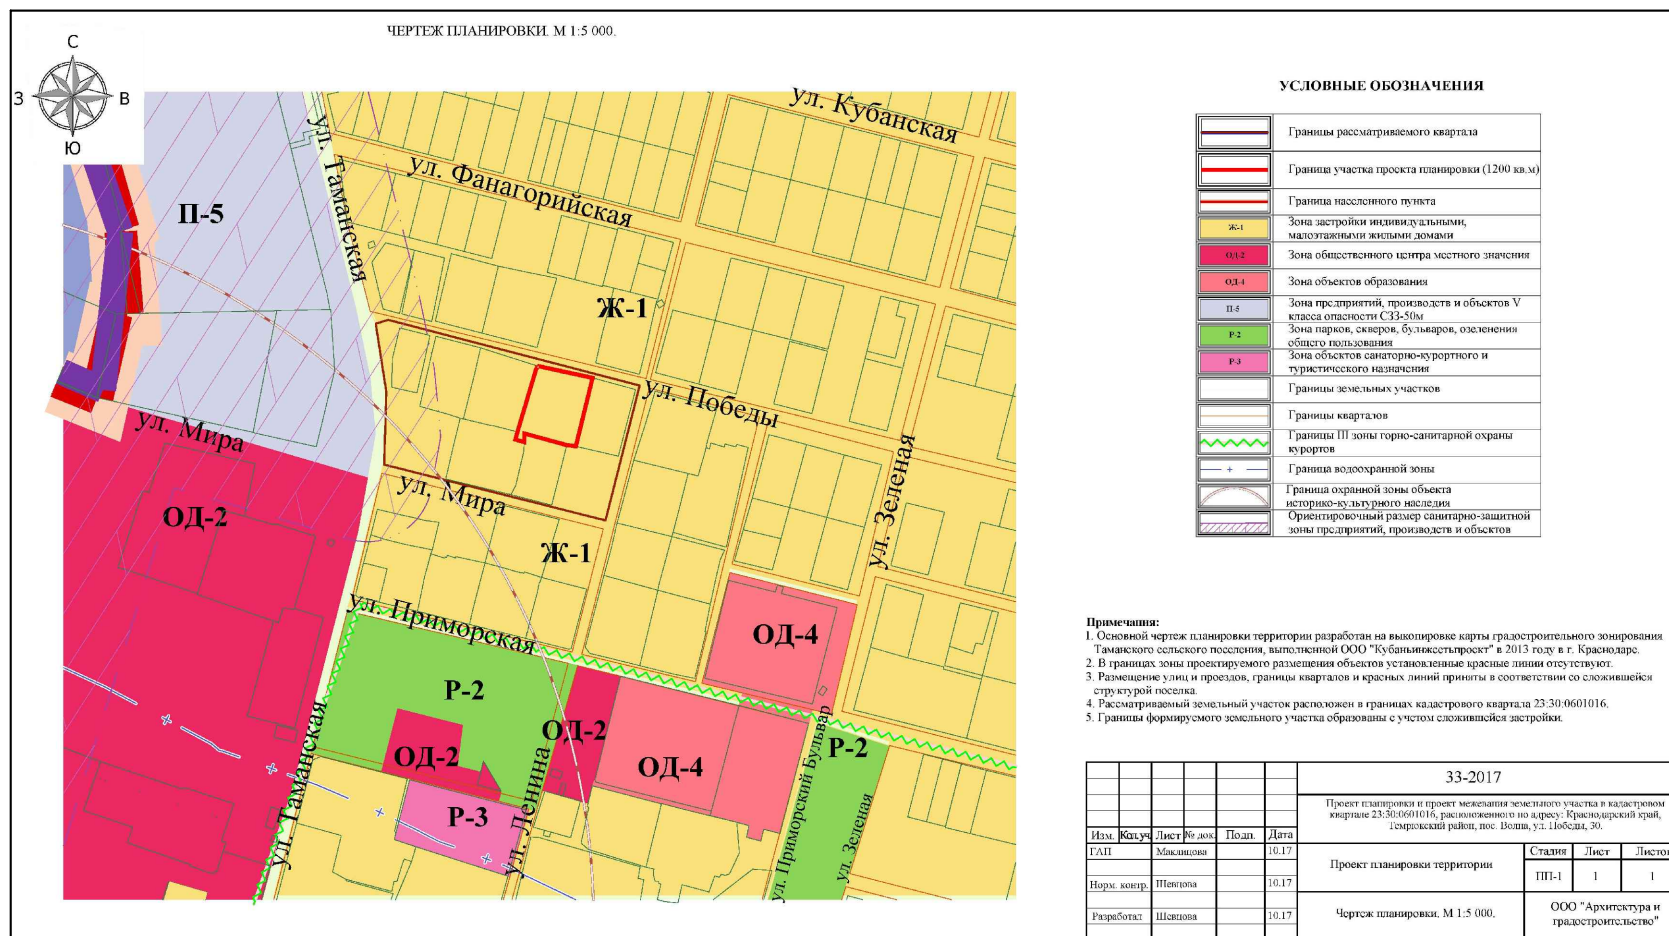 ЧЕРТЕЖ ПЛАНИРОВКИ. М 1:5 000.
С
З
В
Ю
ул. Кубанская
ул. Таманская
ул. Фанагорийская
П-5
Ж-1
ул. Победы
ул. Мира
ул. Мира
ул. Зеленая
ОД-2
Ж-1
ул. Приморская
ОД-4
Р-2
ОД-2
Р-2
ОД-2
ОД-4
Р-3
ул. Таманская
ул. Ленина
ул. Приморский Бульвар
ул. Зеленая
УСЛОВНЫЕ ОБОЗНАЧЕНИЯ
Границы рассматриваемого квартала
Граница участка проекта планировки (1200 кв.м)
Граница населенного пункта
Ж-1
Зона застройки индивидуальными,
малоэтажными жилыми домами
ОД-2
Зона общественного центра местного значения
ОД-4
Зона объектов образования
П-5
Зона предприятий, производств и объектов V
класса опасности СЗЗ-50м
Р-2
Зона парков, скверов, бульваров, озеленения
общего пользования
Р-3
Зона объектов санаторно-курортного и
туристического назначения
Границы земельных участков
Границы кварталов
Границы III зоны горно-санитарной охраны
курортов
Граница водоохранной зоны
Граница охранной зоны объекта
историко-культурного наследия
Ориентировочный размер санитарно-защитной
зоны предприятий, производств и объектов
Примечания:
1. Основной чертеж планировки территории разработан на выкопировке карты градостроительного зонирования
Таманского сельского поселения, выполненной ООО "Кубаньинжестьпроект" в 2013 году в г. Краснодаре.
2. В границах зоны проектируемого размещения объектов установленные красные линии отсутствуют.
3. Размещение улиц и проездов, границы кварталов и красных линий приняты в соответствии со сложившейся
структурой поселка.
4. Рассматриваемый земельный участок расположен в границах кадастрового квартала 23:30:0601016.
5. Границы формируемого земельного участка образованы с учетом сложившейся застройки.
33-2017
Проект планировки и проект межевания земельного участка в кадастровом
квартале 23:30:0601016, расположенного по адресу: Краснодарский край,
Темрюкский район, пос. Волна, ул. Победы, 30.
Изм. Кол.уч Лист № док. Подп. Дата
ГАП Маклицова 10.17
Проект планировки территории
Стадия Лист Листов
ПП-1 1 1
Норм. контр. Шевцова 10.17
Разработал Шевцова 10.17
Чертеж планировки. М 1:5 000.
ООО "Архитектура и
градостроительство"